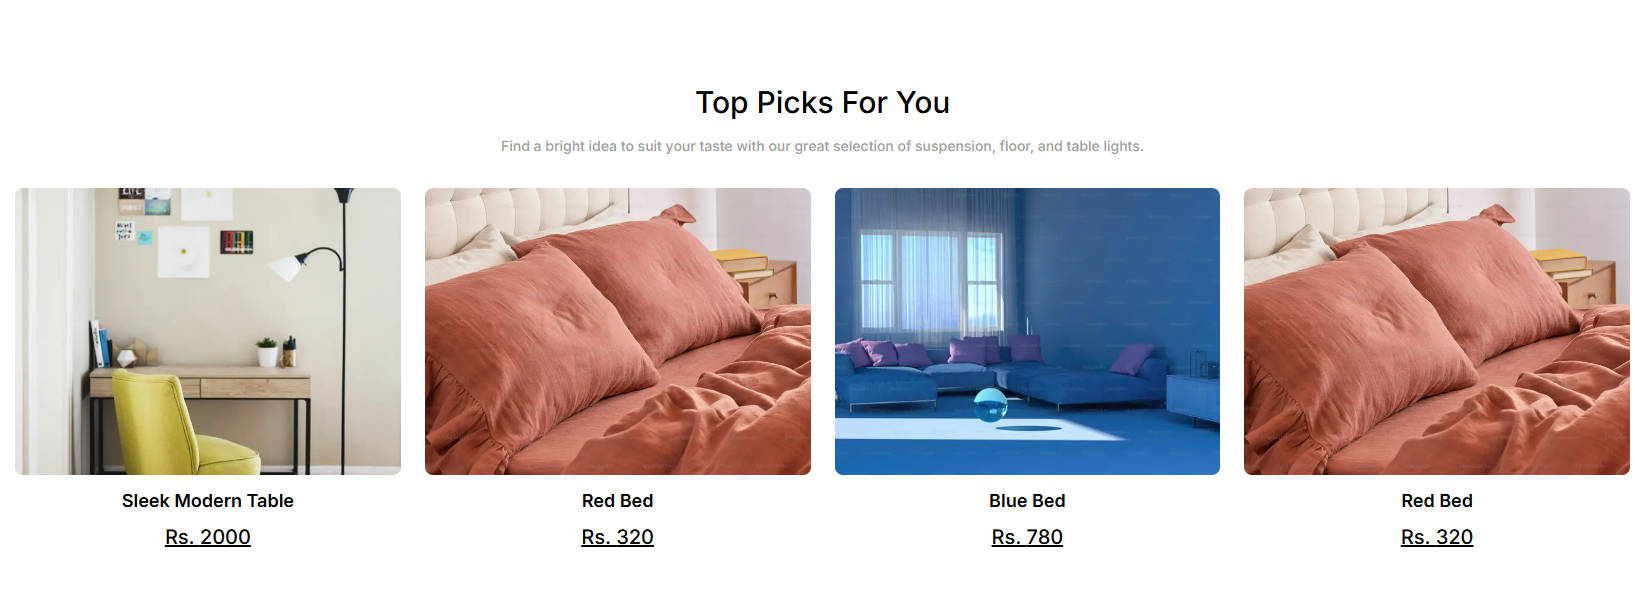 Top Picks For You
Find a bright idea to suit your taste with our great selection of suspension, floor, and table lights.
Sleek Modern Table
Red Bed
Blue Bed
Red Bed
Rs. 2000
Rs. 320
Rs. 780
Rs. 320